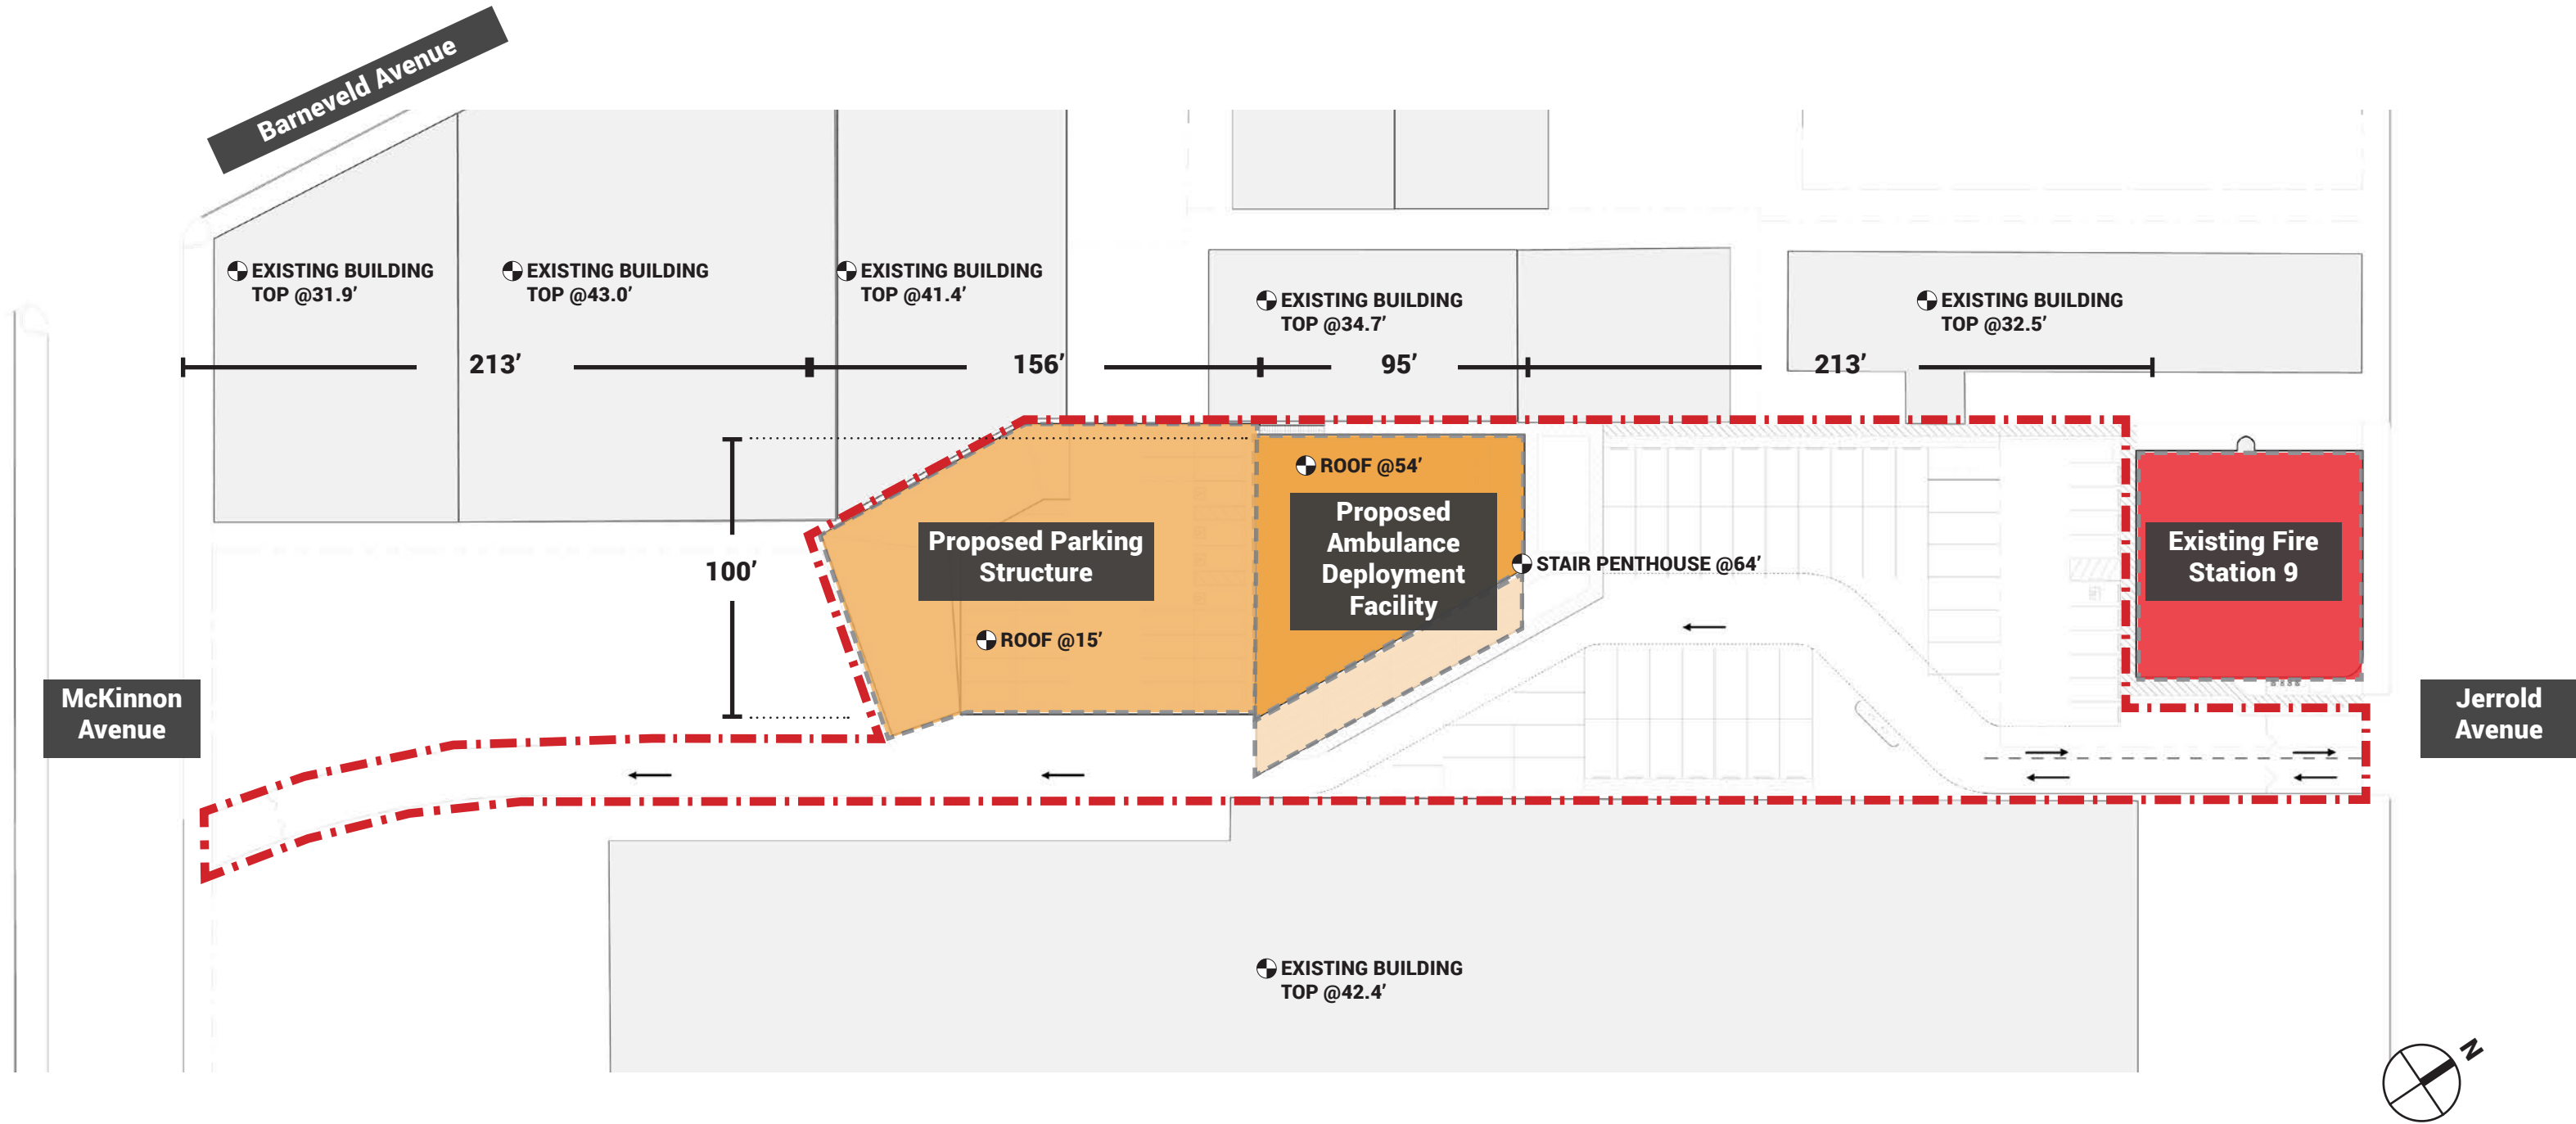 Barneveld Avenue
EXISTING BUILDING
TOP @31.9’
EXISTING BUILDING
TOP @43.0’
EXISTING BUILDING
TOP @41.4’
EXISTING BUILDING
TOP @34.7’
EXISTING BUILDING
TOP @32.5’
213’
156’
95’
213’
100’
ROOF @54’
Proposed Parking
Structure
ROOF @15’
Proposed
Ambulance
Deployment
Facility
STAIR PENTHOUSE @64’
Existing Fire
Station 9
McKinnon
Avenue
Jerrold
Avenue
EXISTING BUILDING
TOP @42.4’
N